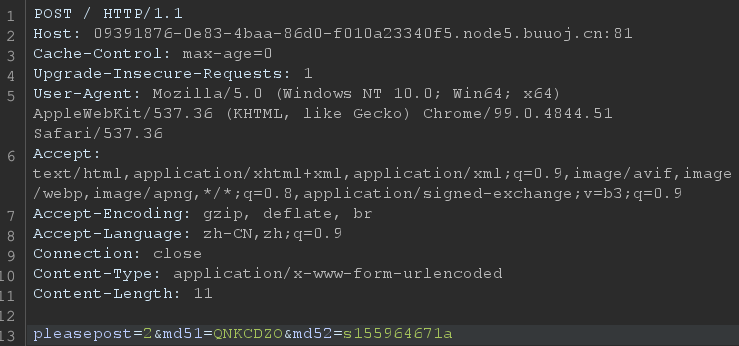 1 POST / HTTP/1.1
2 Host: 09391876-0e83-4baa-86d0-f010a23340f5.node5.buuoj.cn:81
3 Cache-Control: max-age=0
4 Upgrade-Insecure-Requests: 1
5 User-Agent: Mozilla/5.0 (Windows NT 10.0; Win64; x64)
AppleWebKit/537.36 (KHTML, like Gecko) Chrome/99.0.4844.51
Safari/537.36
6 Accept:
text/html,application/xhtml+xml,application/xml;q=0.9,image/avif,image
/webp,image/apng,*/*;q=0.8,application/signed-exchange;v=b3;q=0.9
7 Accept-Encoding: gzip, deflate, br
8 Accept-Language: zh-CN,zh;q=0.9
9 Connection: close
10 Content-Type: application/x-www-form-urlencoded
11 Content-Length: 11
12
13 pleasepost=2&md51=QNKCDZO&md52=s155964671a